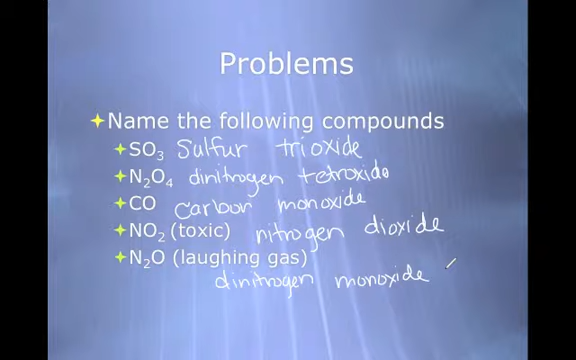 Problems
Name the following compounds
SO₃ Sulfur trioxide
N₂O₄ dinitrogen tetroxide
CO carbon monoxide
NO₂ (toxic) nitrogen dioxide
N₂O (laughing gas)
dinitrogen monoxide